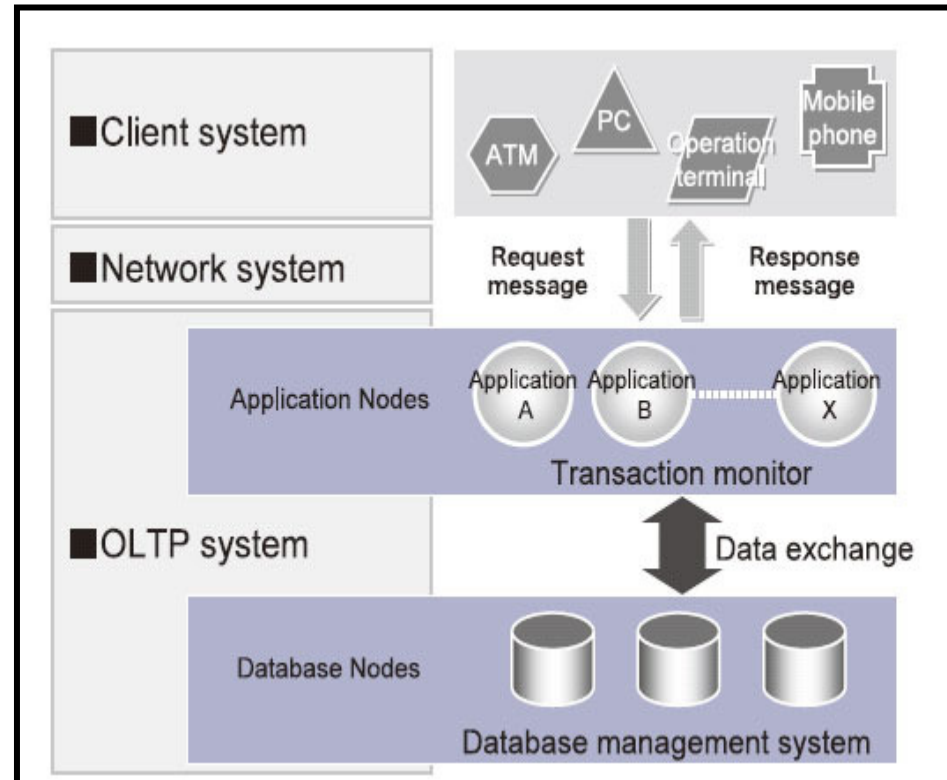 ■Client system
ATM
PC
Operation
terminal
Mobile
phone
■Network system
Request
message
Response
message
■OLTP system
Application Nodes
Application
A
Application
B
Application
X
Transaction monitor
Data exchange
Database Nodes
Database management system